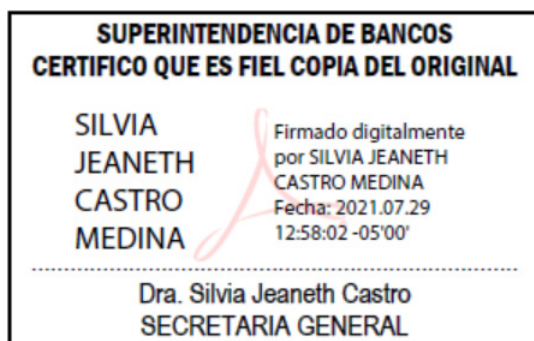 SUPERINTENDENCIA DE BANCOS
CERTIFICO QUE ES FIEL COPIA DEL ORIGINAL
SILVIA
JEANETH
CASTRO
MEDINA
Firmado digitalmente
por SILVIA JEANETH
CASTRO MEDINA
Fecha: 2021.07.29
12:58:02 -05'00'
Dra. Silvia Jeaneth Castro
SECRETARIA GENERAL